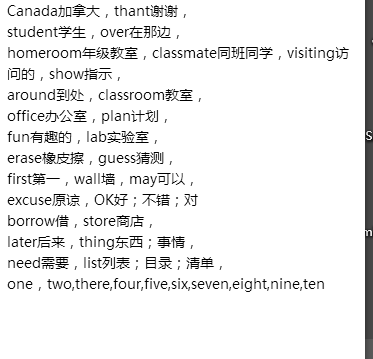 Canada加拿大，thant谢谢，
student学生，over在那边，
homeroom年级教室，classmate同班同学，visiting访
问的，show指示，
around到处，classroom教室，
office办公室，plan计划，
fun有趣的，lab实验室，
erase橡皮擦，guess猜测，
first第一，wall墙，may可以，
excuse原谅，OK好；不错；对
borrow借，store商店，
later后来，thing东西；事情，
need需要，list列表；目录；清单，
one，two,there,four,five,six,seven,eight,nine,ten
S
m